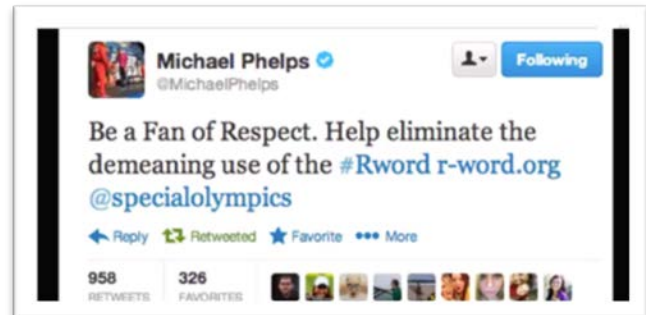 Michael Phelps
@MichaelPhelps
Following
Be a Fan of Respect. Help eliminate the
demeaning use of the #Rword r-word.org
@specialolympics
Reply Retweeted Favorite More
958 326
RETWEETS FAVORITES